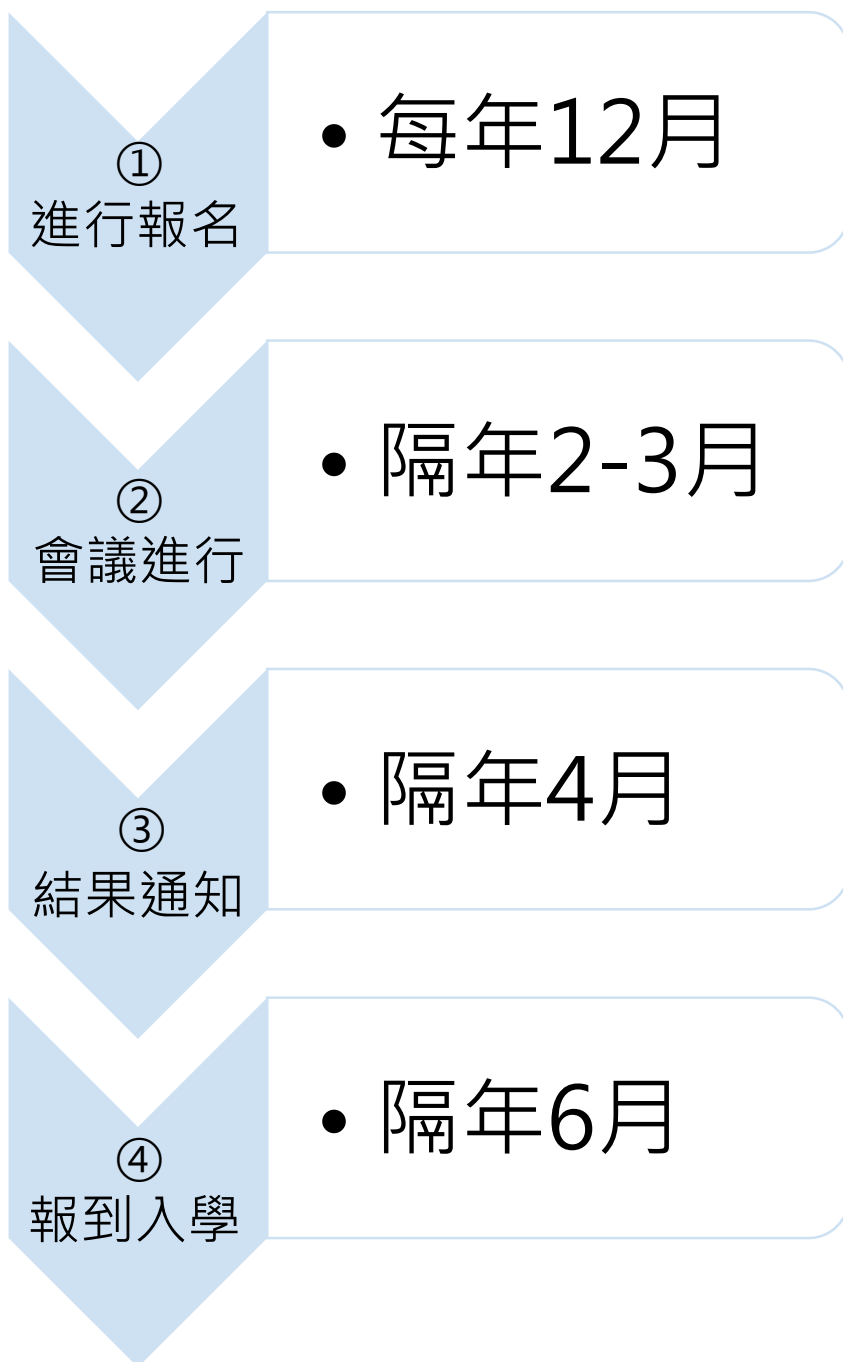 ①
進行報名
• 每年12月
②
會議進行
• 隔年2-3月
③
結果通知
• 隔年4月
④
報到入學
• 隔年6月